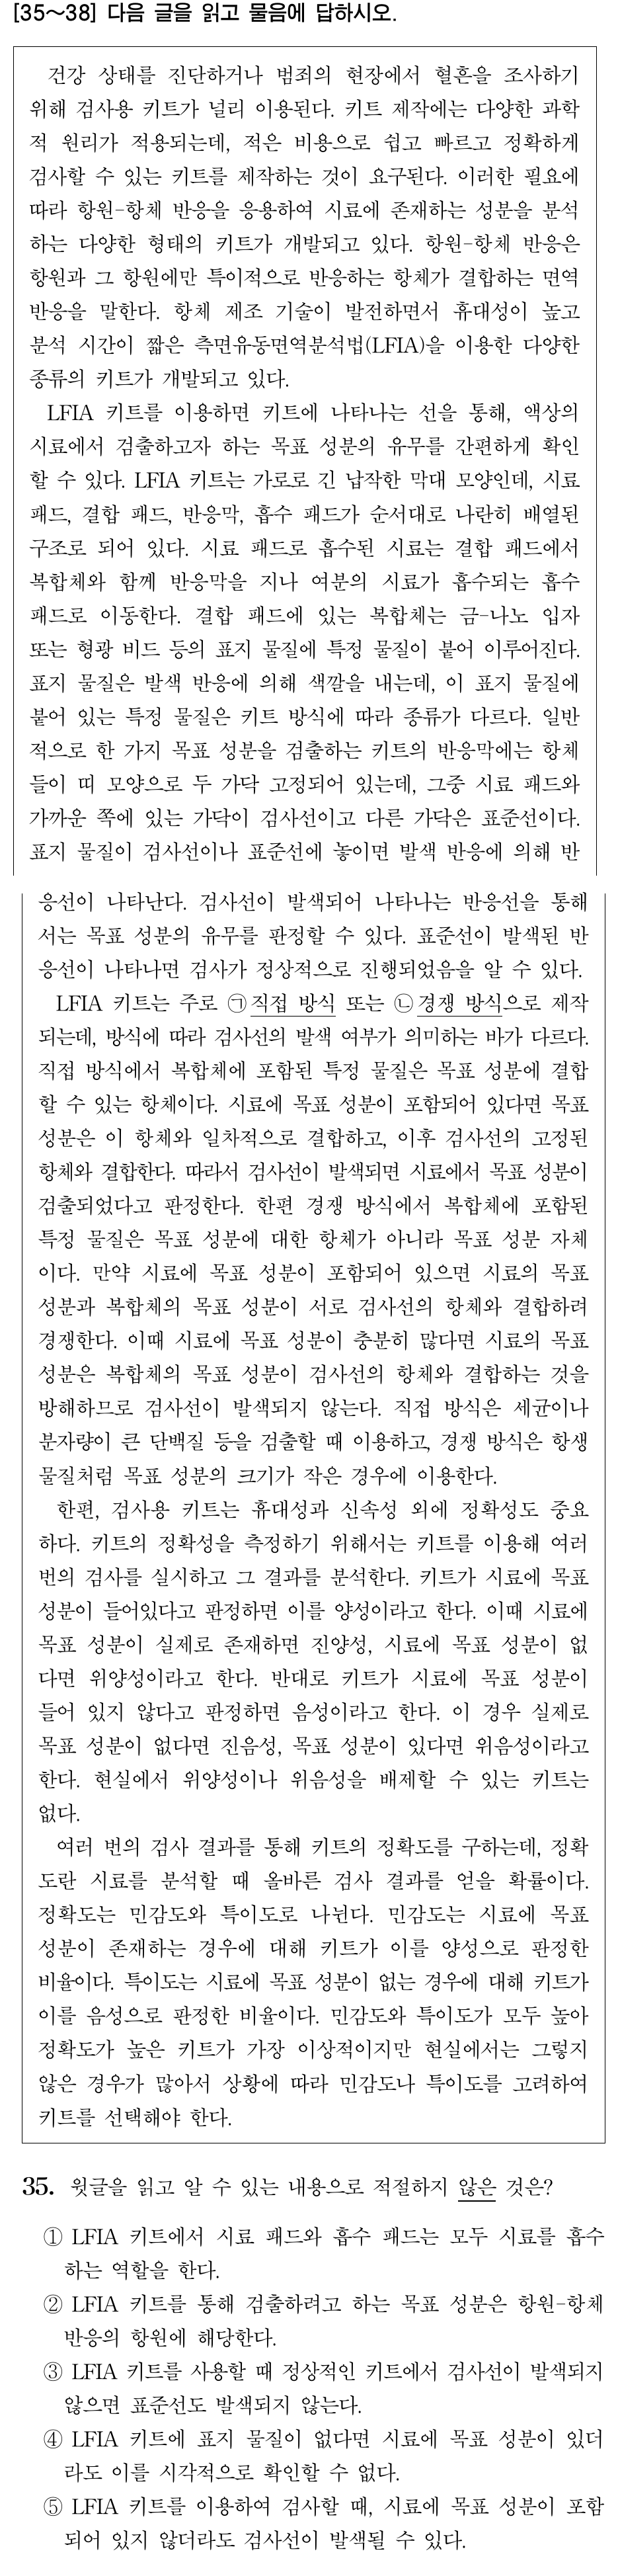 [35~38] 다음 글을 읽고 물음에 답하시오.
건강 상태를 진단하거나 범죄의 현장에서 혈흔을 조사하기
위해 검사용 키트가 널리 이용된다. 키트 제작에는 다양한 과학
적 원리가 적용되는데, 적은 비용으로 쉽고 빠르고 정확하게
검사할 수 있는 키트를 제작하는 것이 요구된다. 이러한 필요에
따라 항원-항체 반응을 응용하여 시료에 존재하는 성분을 분석
하는 다양한 형태의 키트가 개발되고 있다. 항원-항체 반응은
항원과 그 항원에만 특이적으로 반응하는 항체가 결합하는 면역
반응을 말한다. 항체 제조 기술이 발전하면서 휴대성이 높고
분석 시간이 짧은 측면유동면역분석법(LFIA)을 이용한 다양한
종류의 키트가 개발되고 있다.
LFIA 키트를 이용하면 키트에 나타나는 선을 통해, 액상의
시료에서 검출하고자 하는 목표 성분의 유무를 간편하게 확인
할 수 있다. LFIA 키트는 가로로 긴 납작한 막대 모양인데, 시료
패드, 결합 패드, 반응막, 흡수 패드가 순서대로 나란히 배열된
구조로 되어 있다. 시료 패드로 흡수된 시료는 결합 패드에서
복합체와 함께 반응막을 지나 여분의 시료가 흡수되는 흡수
패드로 이동한다. 결합 패드에 있는 복합체는 금-나노 입자
또는 형광 비드 등의 표지 물질에 특정 물질이 붙어 이루어진다.
표지 물질은 발색 반응에 의해 색깔을 내는데, 이 표지 물질에
붙어 있는 특정 물질은 키트 방식에 따라 종류가 다르다. 일반
적으로 한 가지 목표 성분을 검출하는 키트의 반응막에는 항체
들이 띠 모양으로 두 가닥 고정되어 있는데, 그중 시료 패드와
가까운 쪽에 있는 가닥이 검사선이고 다른 가닥은 표준선이다.
표지 물질이 검사선이나 표준선에 놓이면 발색 반응에 의해 반
응선이 나타난다. 검사선이 발색되어 나타나는 반응선을 통해
서는 목표 성분의 유무를 판정할 수 있다. 표준선이 발색된 반
응선이 나타나면 검사가 정상적으로 진행되었음을 알 수 있다.
LFIA 키트는 주로 ㉠직접 방식 또는 ㉡경쟁 방식으로 제작
되는데, 방식에 따라 검사선의 발색 여부가 의미하는 바가 다르다.
직접 방식에서 복합체에 포함된 특정 물질은 목표 성분에 결합
할 수 있는 항체이다. 시료에 목표 성분이 포함되어 있다면 목표
성분은 이 항체와 일차적으로 결합하고, 이후 검사선의 고정된
항체와 결합한다. 따라서 검사선이 발색되면 시료에서 목표 성분이
검출되었다고 판정한다. 한편 경쟁 방식에서 복합체에 포함된
특정 물질은 목표 성분에 대한 항체가 아니라 목표 성분 자체
이다. 만약 시료에 목표 성분이 포함되어 있으면 시료의 목표
성분과 복합체의 목표 성분이 서로 검사선의 항체와 결합하려
경쟁한다. 이때 시료에 목표 성분이 충분히 많다면 시료의 목표
성분은 복합체의 목표 성분이 검사선의 항체와 결합하는 것을
방해하므로 검사선이 발색되지 않는다. 직접 방식은 세균이나
분자량이 큰 단백질 등을 검출할 때 이용하고, 경쟁 방식은 항생
물질처럼 목표 성분의 크기가 작은 경우에 이용한다.
한편, 검사용 키트는 휴대성과 신속성 외에 정확성도 중요
하다. 키트의 정확성을 측정하기 위해서는 키트를 이용해 여러
번의 검사를 실시하고 그 결과를 분석한다. 키트가 시료에 목표
성분이 들어있다고 판정하면 이를 양성이라고 한다. 이때 시료에
목표 성분이 실제로 존재하면 진양성, 시료에 목표 성분이 없
다면 위양성이라고 한다. 반대로 키트가 시료에 목표 성분이
들어 있지 않다고 판정하면 음성이라고 한다. 이 경우 실제로
목표 성분이 없다면 진음성, 목표 성분이 있다면 위음성이라고
한다. 현실에서 위양성이나 위음성을 배제할 수 있는 키트는
없다.
여러 번의 검사 결과를 통해 키트의 정확도를 구하는데, 정확
도란 시료를 분석할 때 올바른 검사 결과를 얻을 확률이다.
정확도는 민감도와 특이도로 나뉜다. 민감도는 시료에 목표
성분이 존재하는 경우에 대해 키트가 이를 양성으로 판정한
비율이다. 특이도는 시료에 목표 성분이 없는 경우에 대해 키트가
이를 음성으로 판정한 비율이다. 민감도와 특이도가 모두 높아
정확도가 높은 키트가 가장 이상적이지만 현실에서는 그렇지
않은 경우가 많아서 상황에 따라 민감도나 특이도를 고려하여
키트를 선택해야 한다.
35. 윗글을 읽고 알 수 있는 내용으로 적절하지 않은 것은?
① LFIA 키트에서 시료 패드와 흡수 패드는 모두 시료를 흡수
하는 역할을 한다.
② LFIA 키트를 통해 검출하려고 하는 목표 성분은 항원-항체
반응의 항원에 해당한다.
③ LFIA 키트를 사용할 때 정상적인 키트에서 검사선이 발색되지
않으면 표준선도 발색되지 않는다.
④ LFIA 키트에 표지 물질이 없다면 시료에 목표 성분이 있더
라도 이를 시각적으로 확인할 수 없다.
⑤ LFIA 키트를 이용하여 검사할 때, 시료에 목표 성분이 포함
되어 있지 않더라도 검사선이 발색될 수 있다.